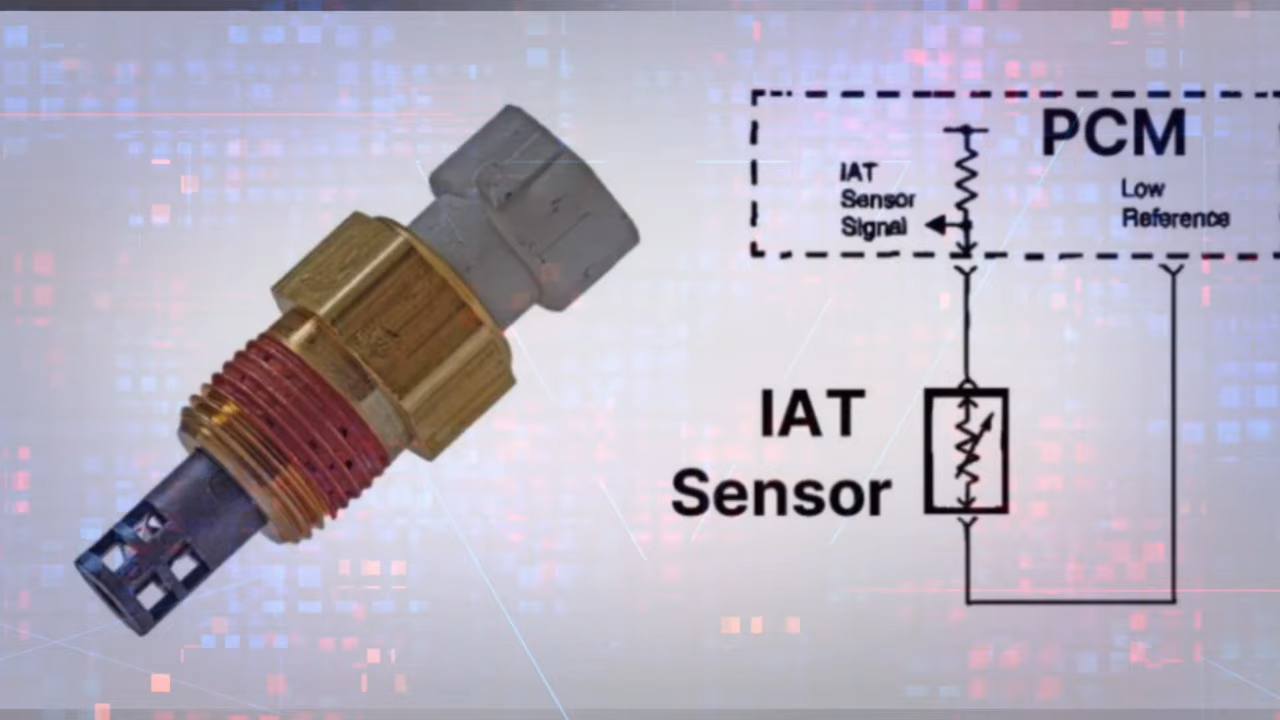 PCM
IAT
Sensor
Signal
Low
Reference
IAT
Sensor